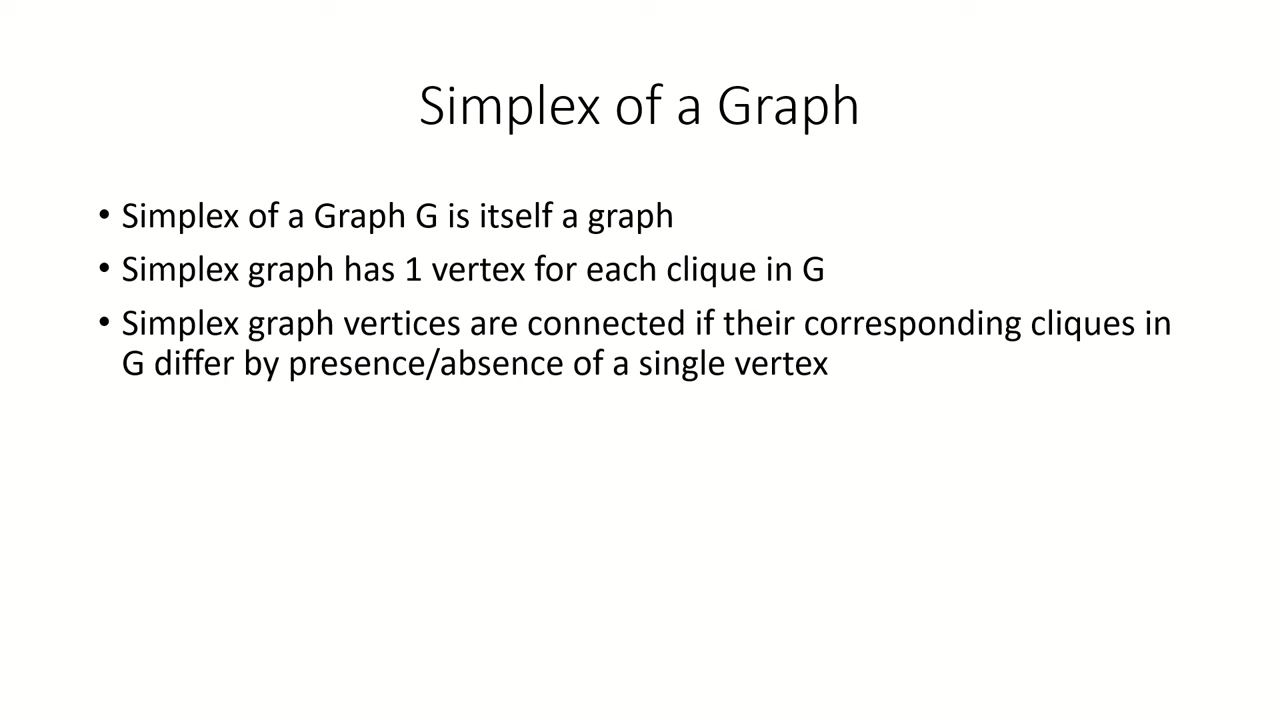 Simplex of a Graph
• Simplex of a Graph G is itself a graph
• Simplex graph has 1 vertex for each clique in G
• Simplex graph vertices are connected if their corresponding cliques in
G differ by presence/absence of a single vertex